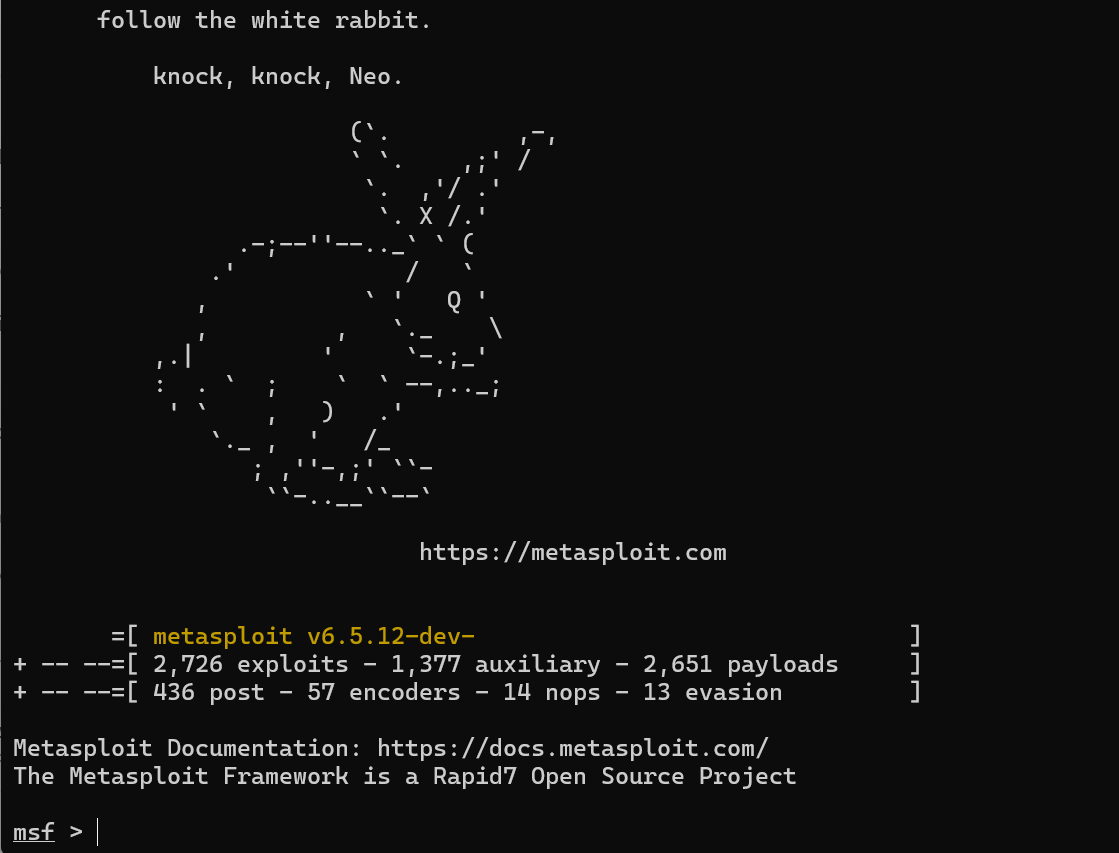 follow the white rabbit.
knock, knock, Neo.
(`.                 ,-,
` `.    ,;' /
`.  ,'/ .'
`. X /.'
.-;--''--.._` ` (
.'            /   `
,           ` '   Q '
,         ,   `._    \
,.|         '     `-.;_'
:  . `  ;    `  ` --,.._;
' `    ,   )   .'
`._ ,  '   /_
; ,''-,;' ``-
``-..__``--`
https://metasploit.com
=[ metasploit v6.5.12-dev- ]
+ -- --=[ 2,726 exploits - 1,377 auxiliary - 2,651 payloads ]
+ -- --=[ 436 post - 57 encoders - 14 nops - 13 evasion ]
Metasploit Documentation: https://docs.metasploit.com/
The Metasploit Framework is a Rapid7 Open Source Project
msf >